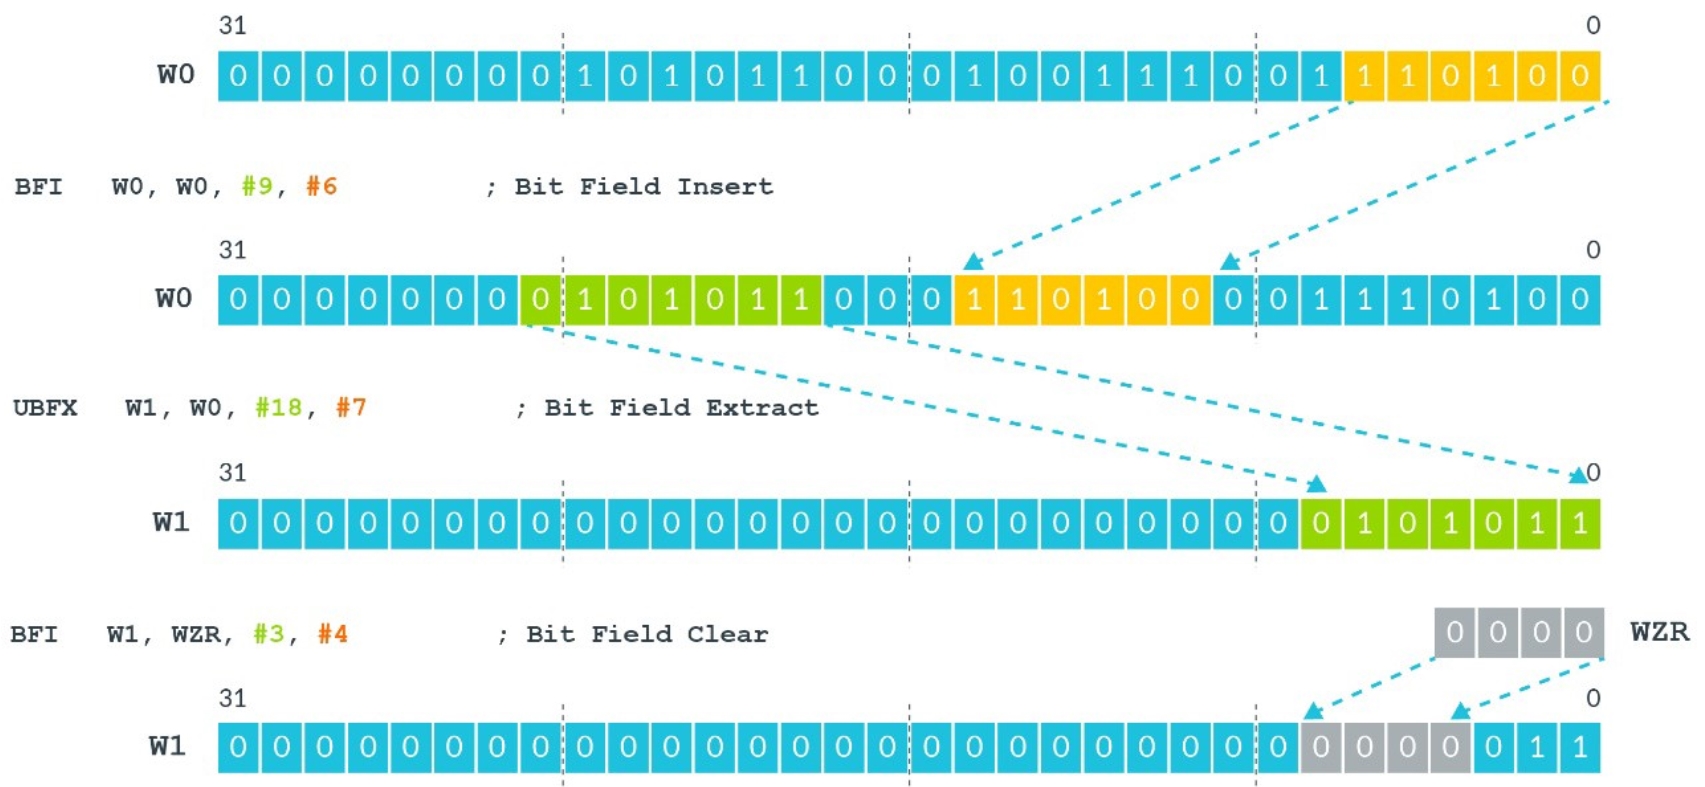 31 0
W0 0 0 0 0 0 0 0 0 1 0 1 0 1 1 0 0 0 1 0 0 1 1 1 0 0 1 1 1 0 1 0 0
BFI W0, W0, #9, #6 ; Bit Field Insert
31 0
W0 0 0 0 0 0 0 0 0 1 0 1 0 1 1 0 0 0 1 1 0 1 0 0 0 0 1 1 1 0 1 0 0
UBFX W1, W0, #18, #7 ; Bit Field Extract
31 0
W1 0 0 0 0 0 0 0 0 0 0 0 0 0 0 0 0 0 0 0 0 0 0 0 0 0 0 1 0 1 0 1 1
BFI W1, WZR, #3, #4 ; Bit Field Clear 0 0 0 0 WZR
31 0
W1 0 0 0 0 0 0 0 0 0 0 0 0 0 0 0 0 0 0 0 0 0 0 0 0 0 0 0 0 0 0 1 1